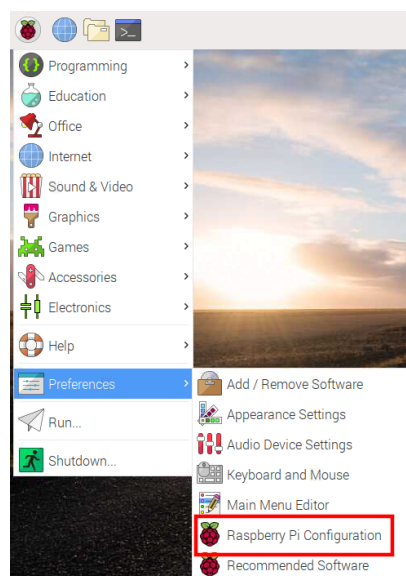 >_
Programming
Education
Office
Internet
Sound & Video
Graphics
Games
Accessories
Electronics
Help
Preferences
Run...
Shutdown...
Add / Remove Software
Appearance Settings
Audio Device Settings
Keyboard and Mouse
Main Menu Editor
Raspberry Pi Configuration
Recommended Software